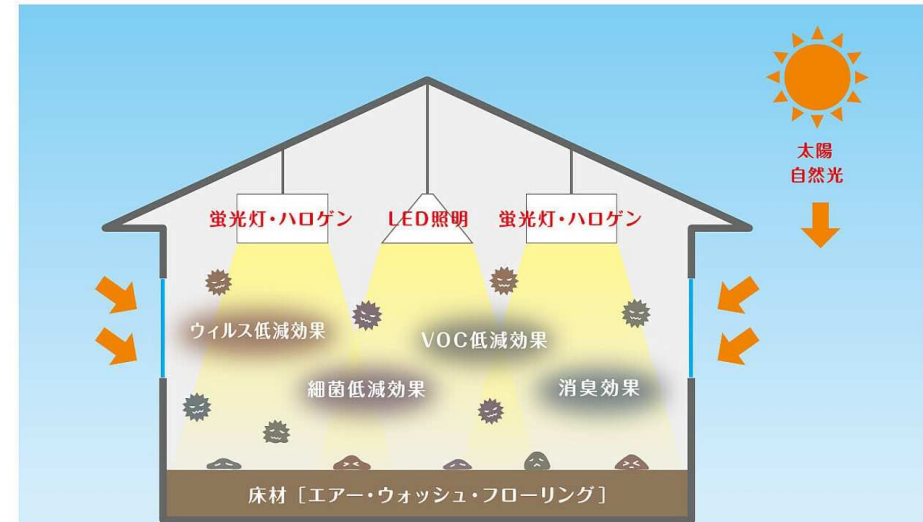 太陽
自然光
蛍光灯・ハロゲン
LED照明
蛍光灯・ハロゲン
ウィルス低減効果
VOC低減効果
細菌低減効果
消臭効果
床材［エアー・ウォッシュ・フローリング］